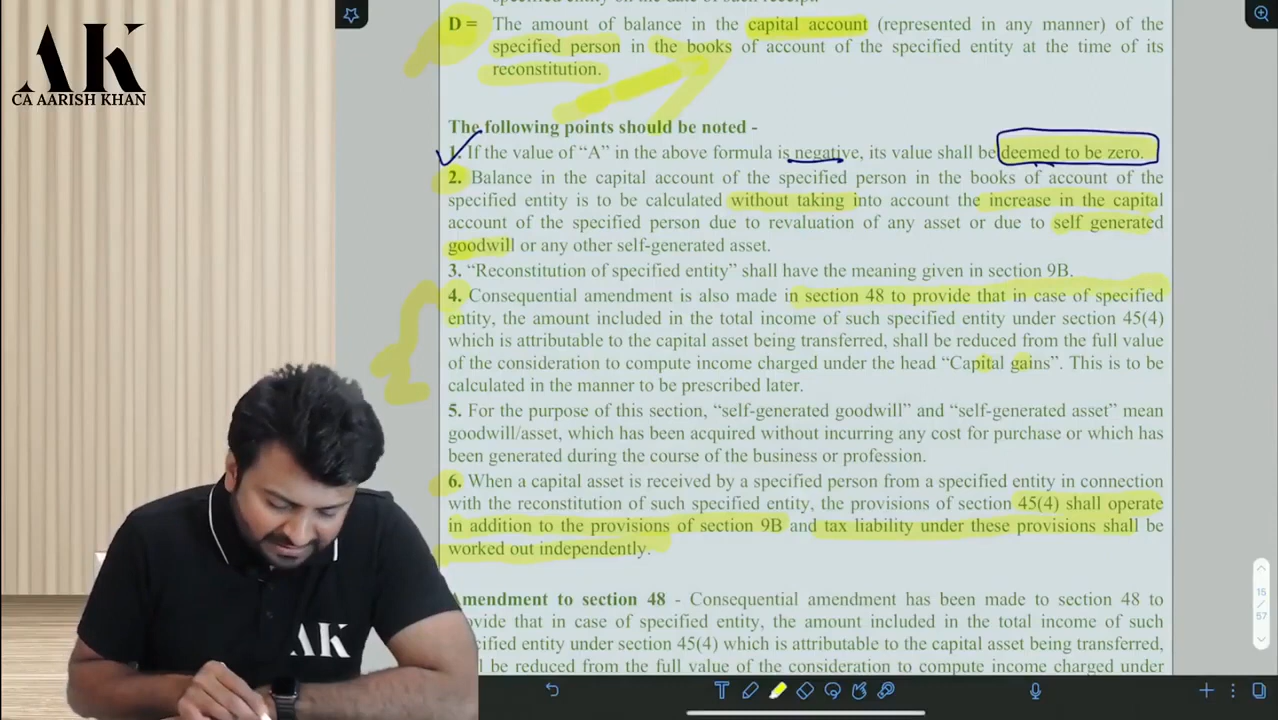 AK
CA AARISH KHAN
D = The amount of balance in the capital account (represented in any manner) of the
specified person in the books of account of the specified entity at the time of its
reconstitution.
The following points should be noted -
1. If the value of “A” in the above formula is negative, its value shall be deemed to be zero.
2. Balance in the capital account of the specified person in the books of account of the
specified entity is to be calculated without taking into account the increase in the capital
account of the specified person due to revaluation of any asset or due to self generated
goodwill or any other self-generated asset.
3. “Reconstitution of specified entity” shall have the meaning given in section 9B.
4. Consequential amendment is also made in section 48 to provide that in case of specified
entity, the amount included in the total income of such specified entity under section 45(4)
which is attributable to the capital asset being transferred, shall be reduced from the full value
of the consideration to compute income charged under the head “Capital gains”. This is to be
calculated in the manner to be prescribed later.
5. For the purpose of this section, “self-generated goodwill” and “self-generated asset” mean
goodwill/asset, which has been acquired without incurring any cost for purchase or which has
been generated during the course of the business or profession.
6. When a capital asset is received by a specified person from a specified entity in connection
with the reconstitution of such specified entity, the provisions of section 45(4) shall operate
in addition to the provisions of section 9B and tax liability under these provisions shall be
worked out independently.
Amendment to section 48 - Consequential amendment has been made to section 48 to
ovide that in case of specified entity, the amount included in the total income of such
cified entity under section 45(4) which is attributable to the capital asset being transferred,
l be reduced from the full value of the consideration to compute income charged under
AK
15
/
57
T